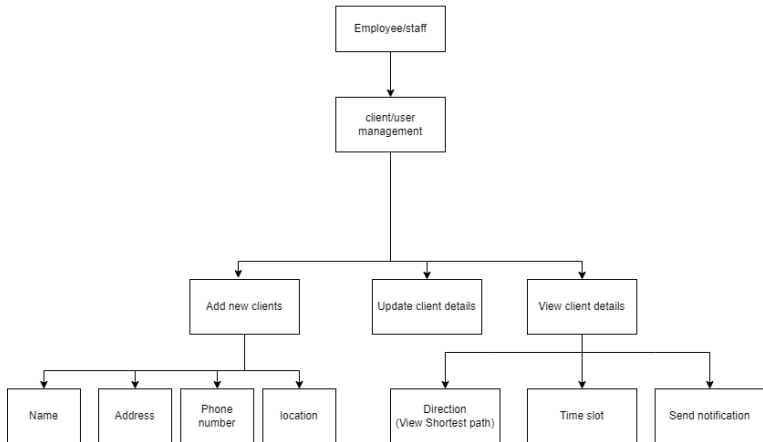 Employee/staff
client/user
management
Add new clients
Update client details
View client details
Name
Address
Phone
number
location
Direction
(View Shortest path)
Time slot
Send notification